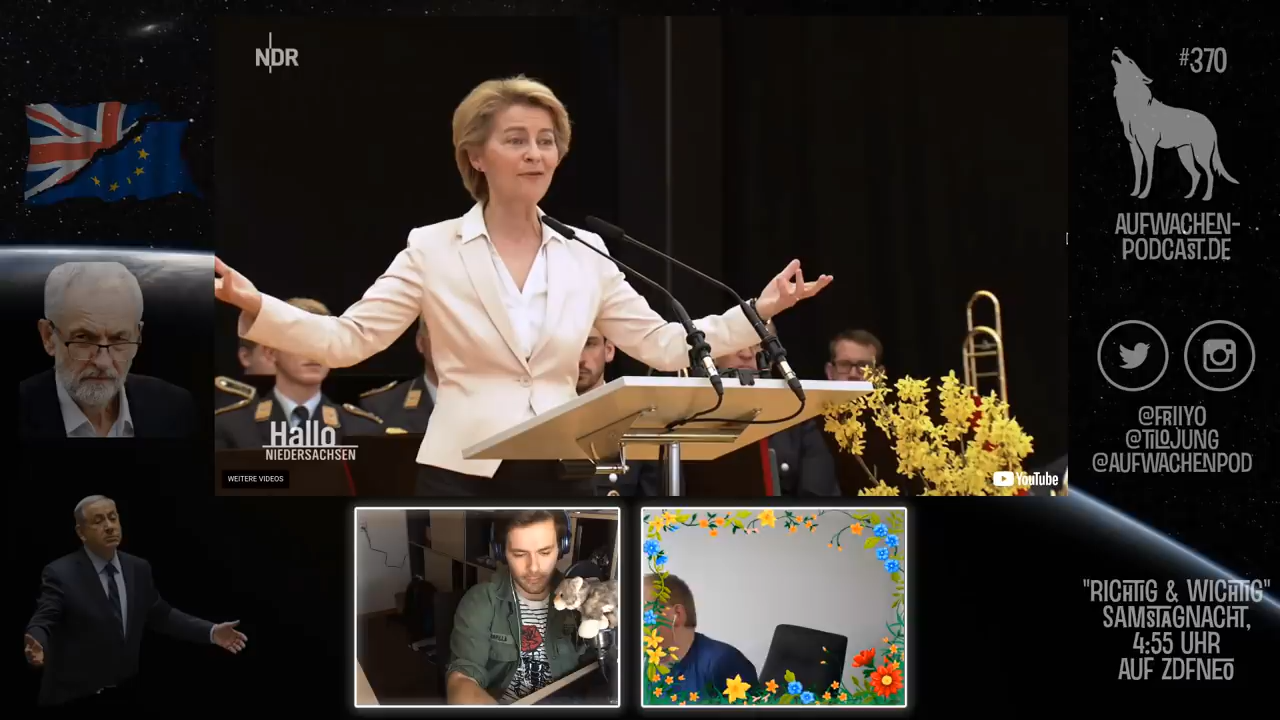 NDR
Hallo
NIEDERSACHSEN
WEITERE VIDEOS
YouTube
#370
AUFWACHEN-
PODCAST.DE
@FRIIYO
@TILOJUNG
@AUFWACHENPOD
"RICHTIG & WICHTIG"
SAMSTAGNACHT,
4:55 UHR
AUF ZDFNEO